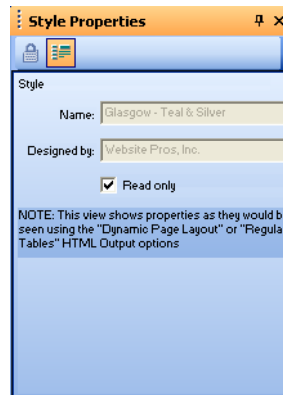 Style Properties
Style
Name: Glasgow - Teal & Silver
Designed by: Website Pros, Inc.
Read only
NOTE: This view shows properties as they would b
seen using the "Dynamic Page Layout" or "Regula
Tables" HTML Output options